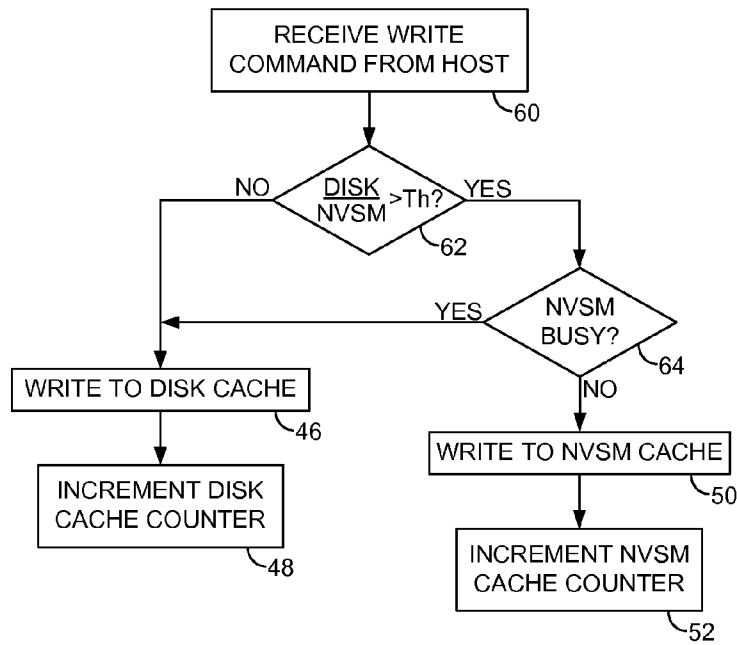 RECEIVE WRITE
COMMAND FROM HOST
60
NO
DISK
NVSM >Th?
YES
62
YES
NVSM
BUSY?
64
NO
WRITE TO DISK CACHE
46
WRITE TO NVSM CACHE
50
INCREMENT DISK
CACHE COUNTER
48
INCREMENT NVSM
CACHE COUNTER
52